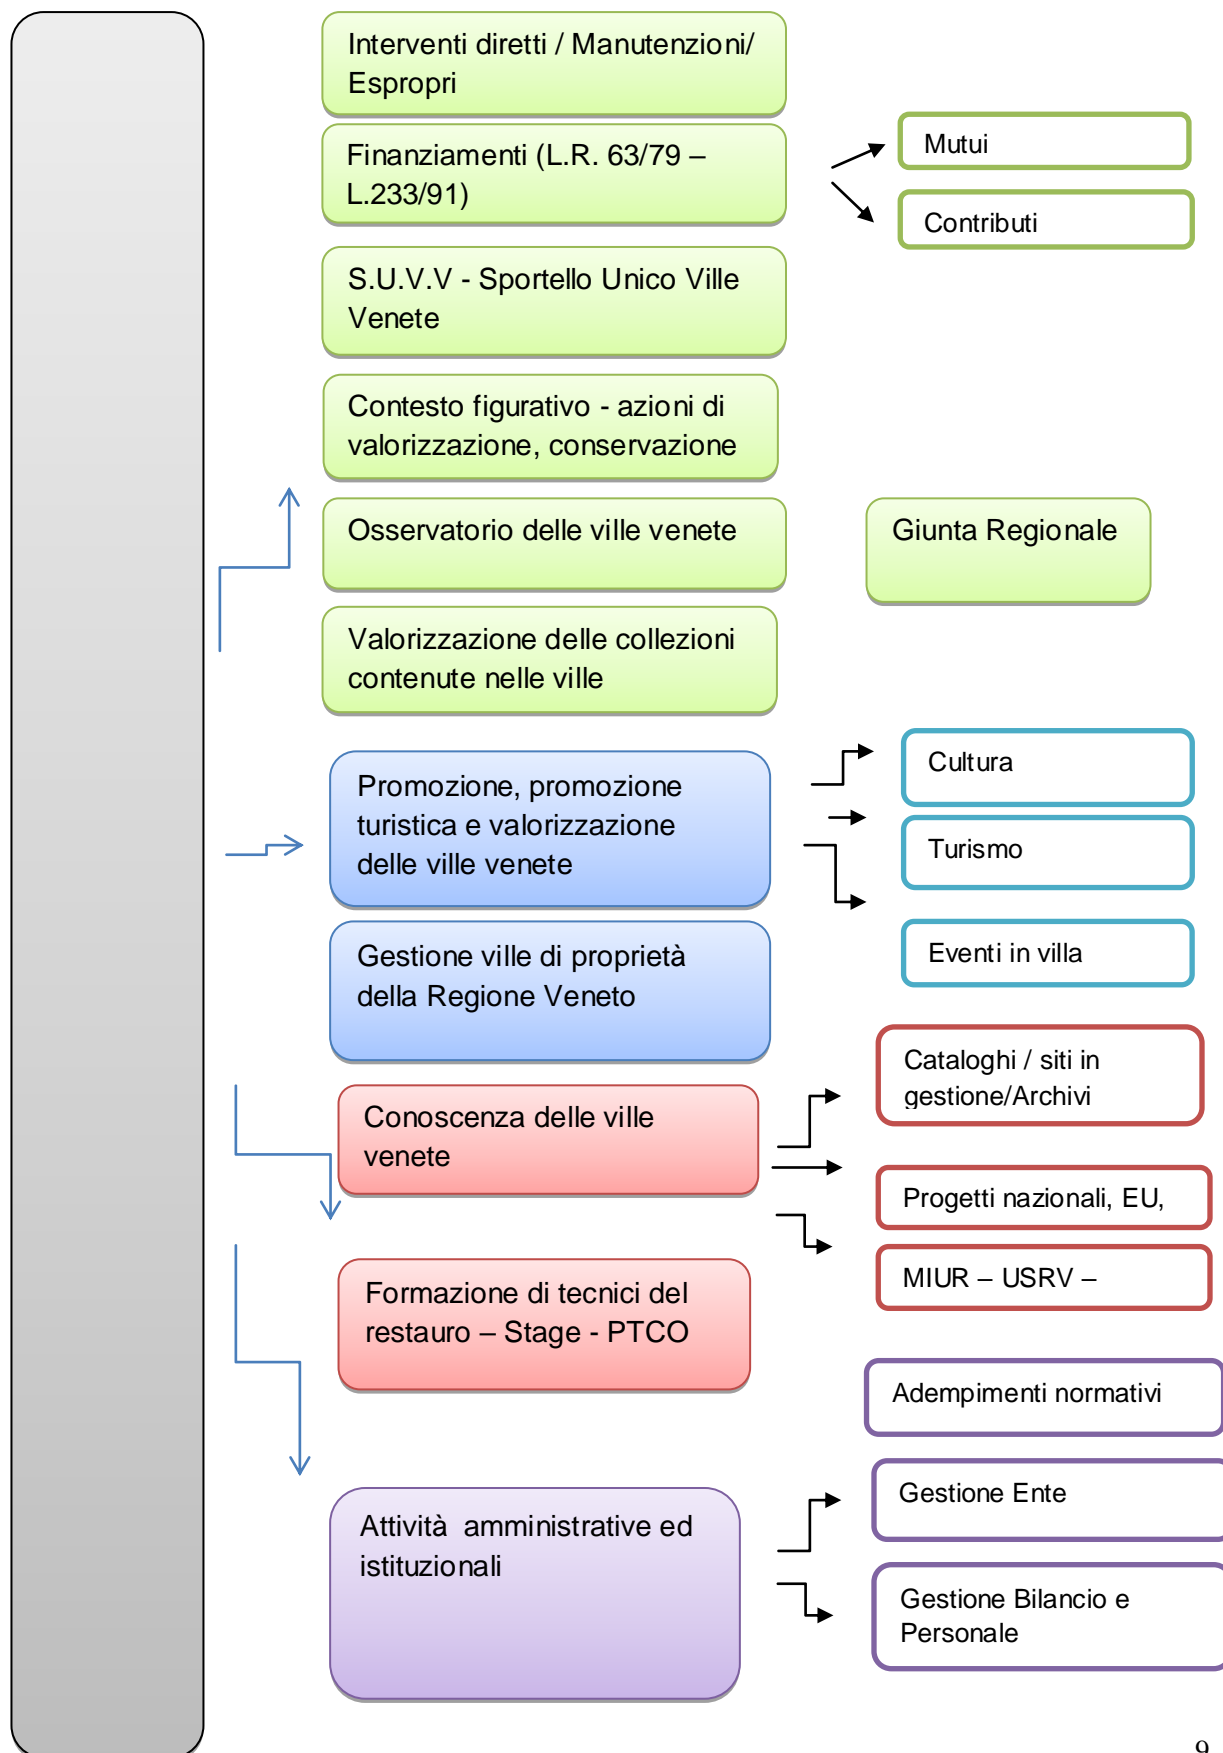 Interventi diretti / Manutenzioni/
Espropri
Finanziamenti (L.R. 63/79 –
L.233/91)
Mutui
Contributi
S.U.V.V - Sportello Unico Ville
Venete
Contesto figurativo - azioni di
valorizzazione, conservazione
Osservatorio delle ville venete
Giunta Regionale
Valorizzazione delle collezioni
contenute nelle ville
Promozione, promozione
turistica e valorizzazione
delle ville venete
Cultura
Turismo
Eventi in villa
Gestione ville di proprietà
della Regione Veneto
Conoscenza delle ville
venete
Cataloghi / siti in
gestione/Archivi
Progetti nazionali, EU,
MIUR – USRV –
Formazione di tecnici del
restauro – Stage - PTCO
Adempimenti normativi
Attività  amministrative ed
istituzionali
Gestione Ente
Gestione Bilancio e
Personale
9